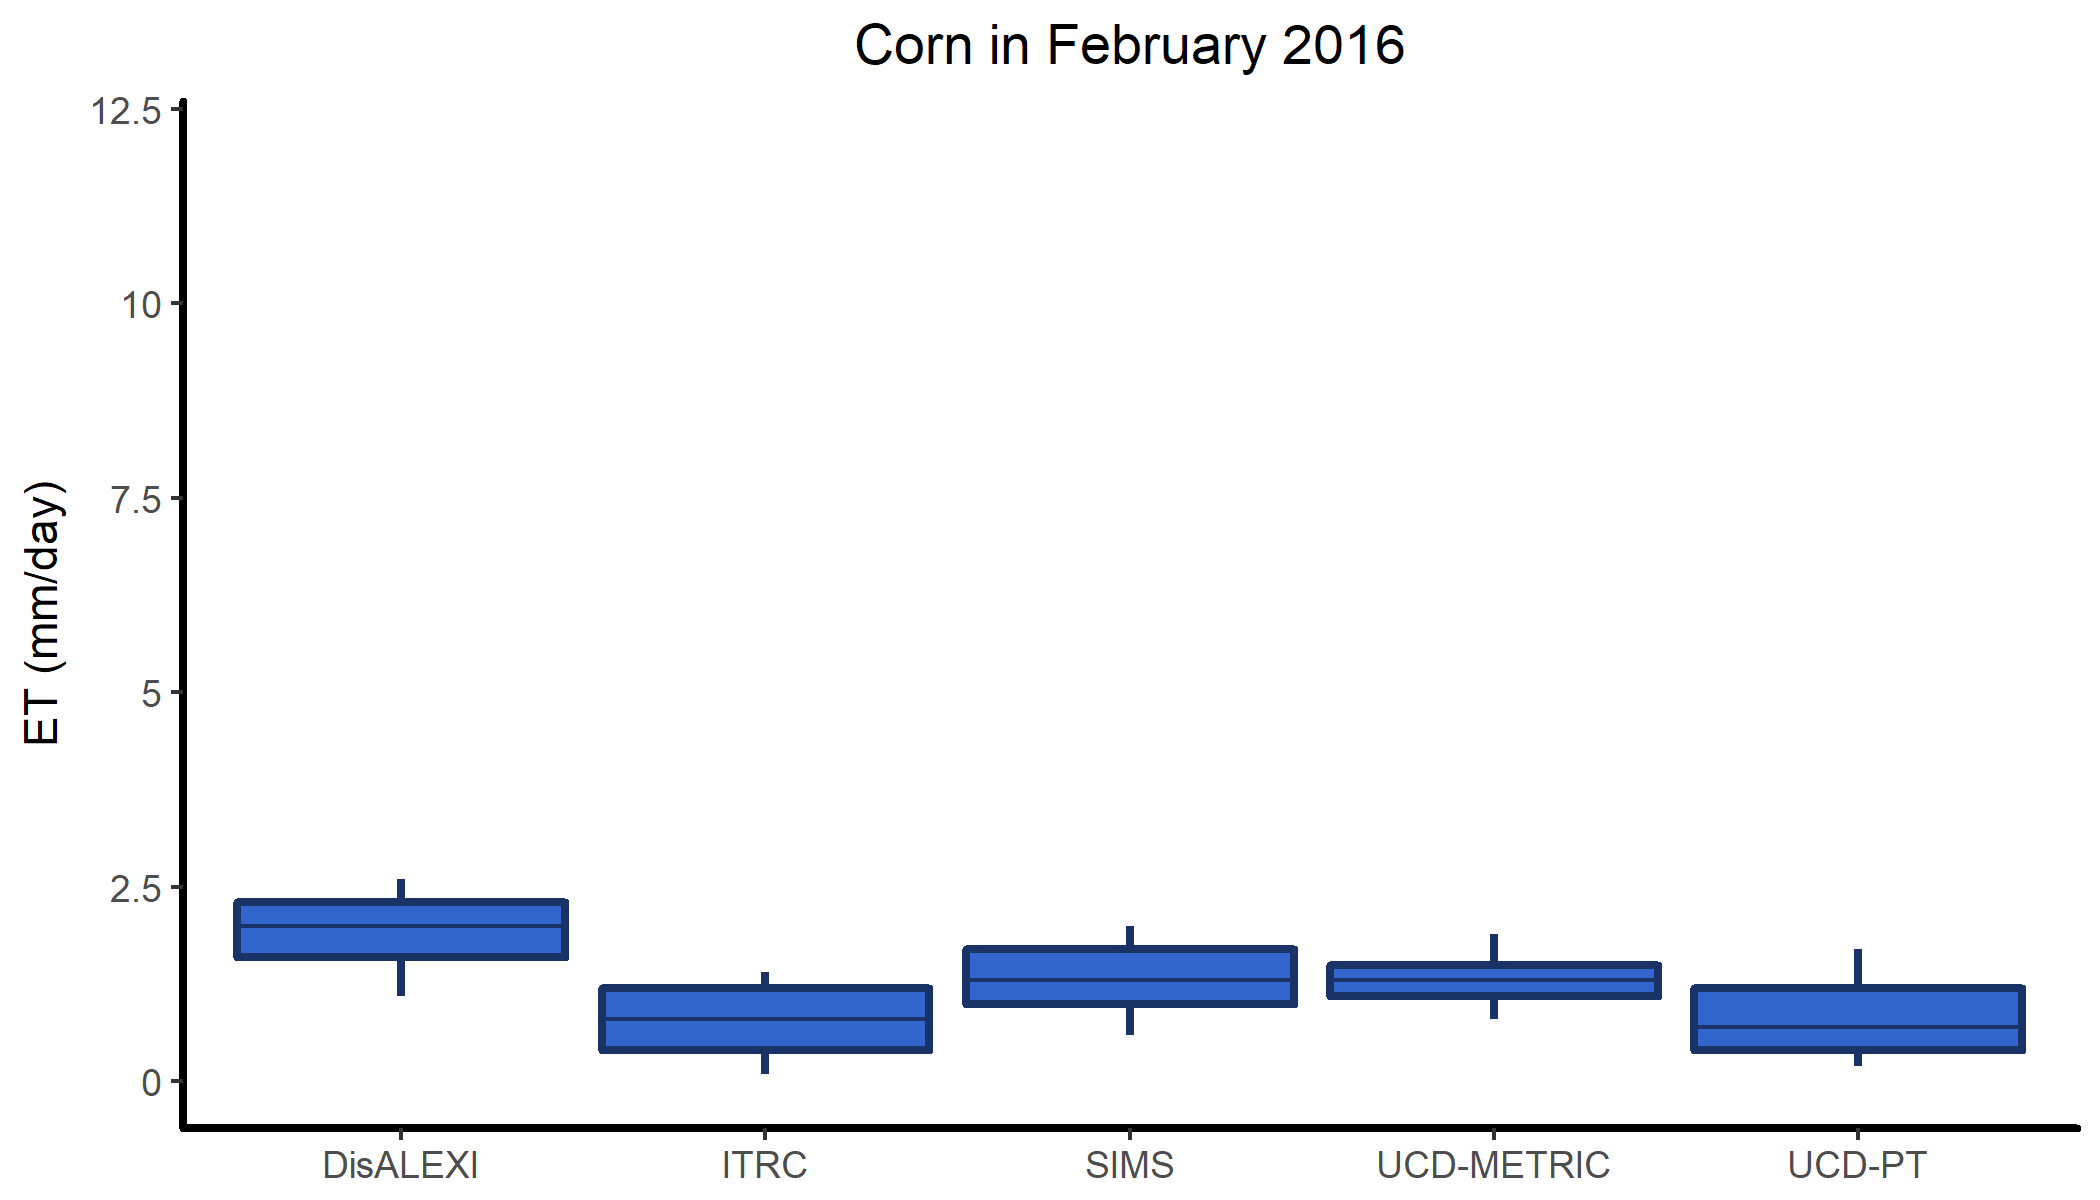 Corn in February 2016
ET (mm/day)
12.5
10
7.5
5
2.5
0
DisALEXI ITRC SIMS UCD-METRIC UCD-PT